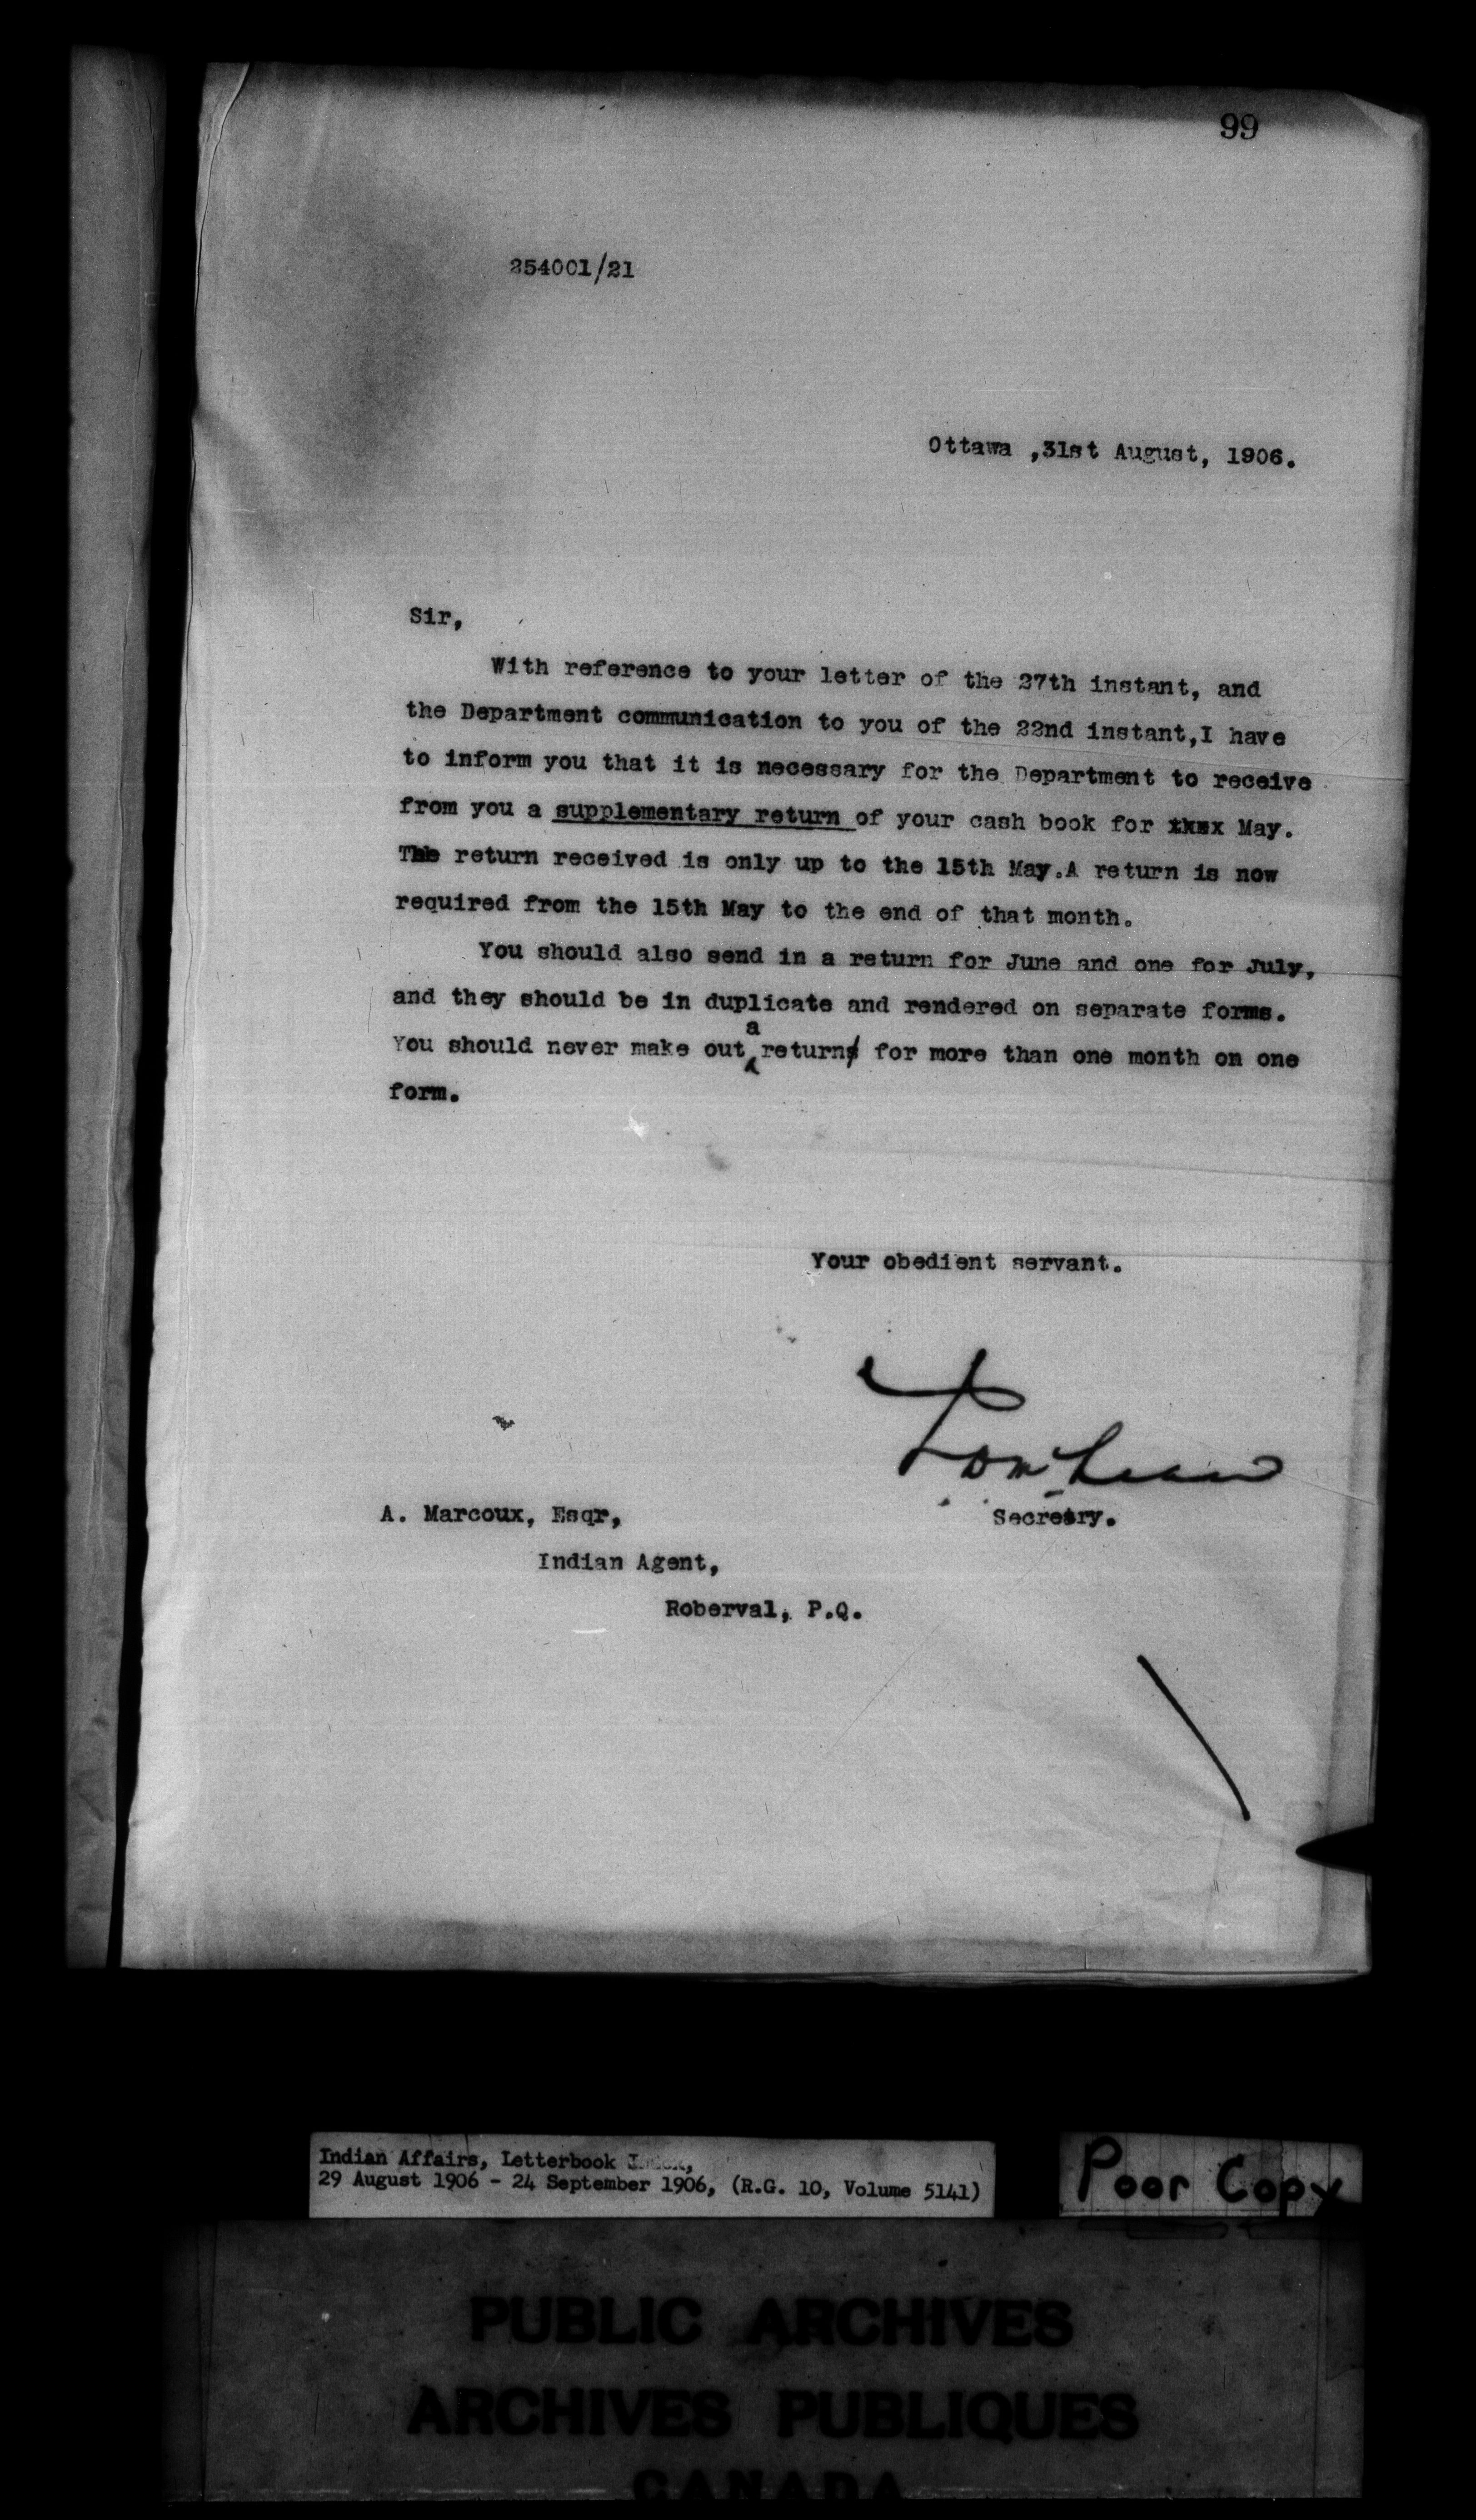 99
254001/21
Ottawa ,31st August, 1906.
Sir,
With reference to your letter of the 27th instant, and
the Department communication to you of the 22nd instant,I have
to inform you that it is necessary for the Department to receive
from you a supplementary return of your cash book for May.
The return received is only up to the 15th May.A return is now
required from the 15th May to the end of that month.
You should also send in a return for June and one for July,
and they should be in duplicate and rendered on separate forms.
You should never make out a return for more than one month on one
form.
Your obedient servant.
Secretry.
A. Marcoux, Esqr,
Indian Agent,
Roberval, P.Q.
Indian Affairs, Letterbook
29 August 1906 - 24 September 1906, (R.G. 10, Volume 5141)
Poor Copy
PUBLIC ARCHIVES
ARCHIVES PUBLIQUES
CANADA